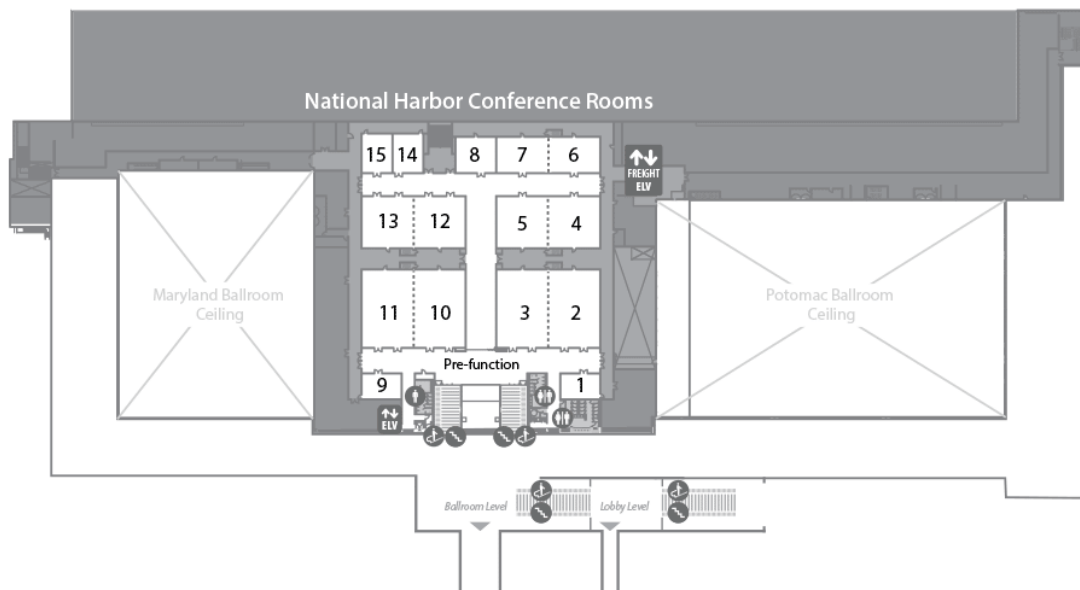 National Harbor Conference Rooms
15 14 8 7 6
FREIGHT
ELV
13 12 5 4
Maryland Ballroom
Ceiling
11 10 3 2
Potomac Ballroom
Ceiling
Pre-function
9 1
ELV
Ballroom Level
Lobby Level